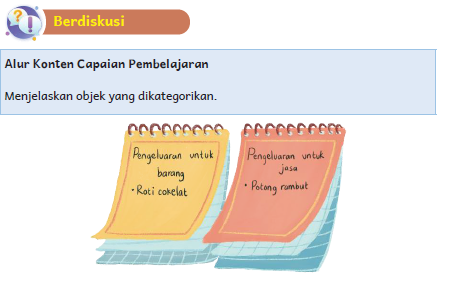 Berdiskusi
Alur Konten Capaian Pembelajaran
Menjelaskan objek yang dikategorikan.
Pengeluaran untuk
barang
• Roti cokelat
Pengeluaran untuk
jasa
• Potong rambut